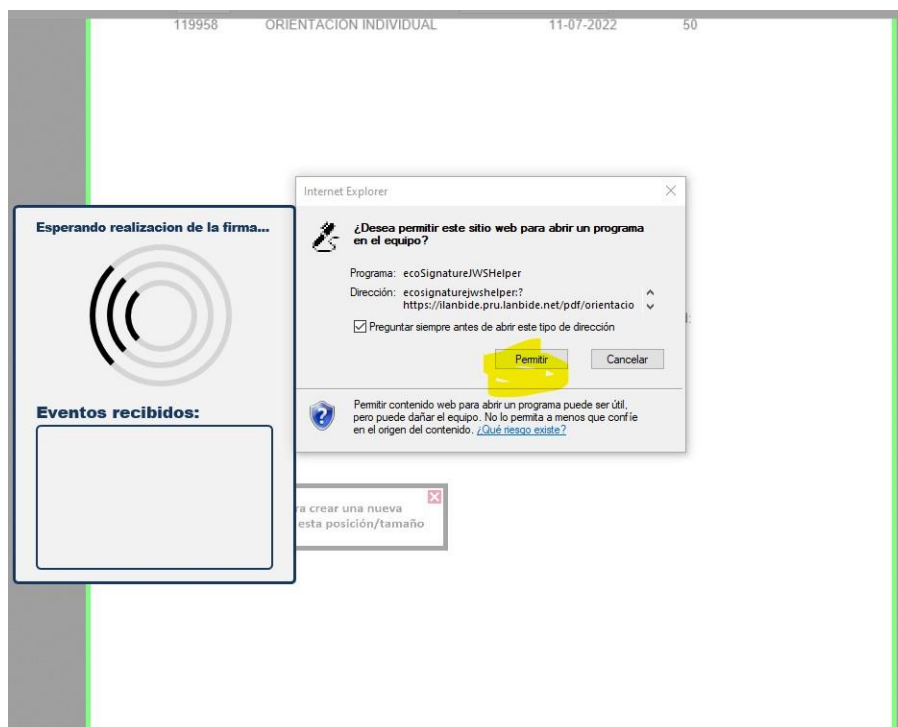 119958 ORIENTACION INDIVIDUAL 11-07-2022 50
Internet Explorer
Esperando realizacion de la firma...
¿Desea permitir este sitio web para abrir un programa
en el equipo?
Programa: ecoSignatureJWSHelper
Dirección: ecosignaturejwshelper:?
https://ilanbide.pru.lanbide.net/pdf/orientacio
Preguntar siempre antes de abrir este tipo de dirección
Permitir Cancelar
Eventos recibidos:
Permitir contenido web para abrir un programa puede ser útil,
pero puede dañar el equipo. No lo permita a menos que confíe
en el origen del contenido. ¿Qué riesgo existe?
ra crear una nueva
esta posición/tamaño